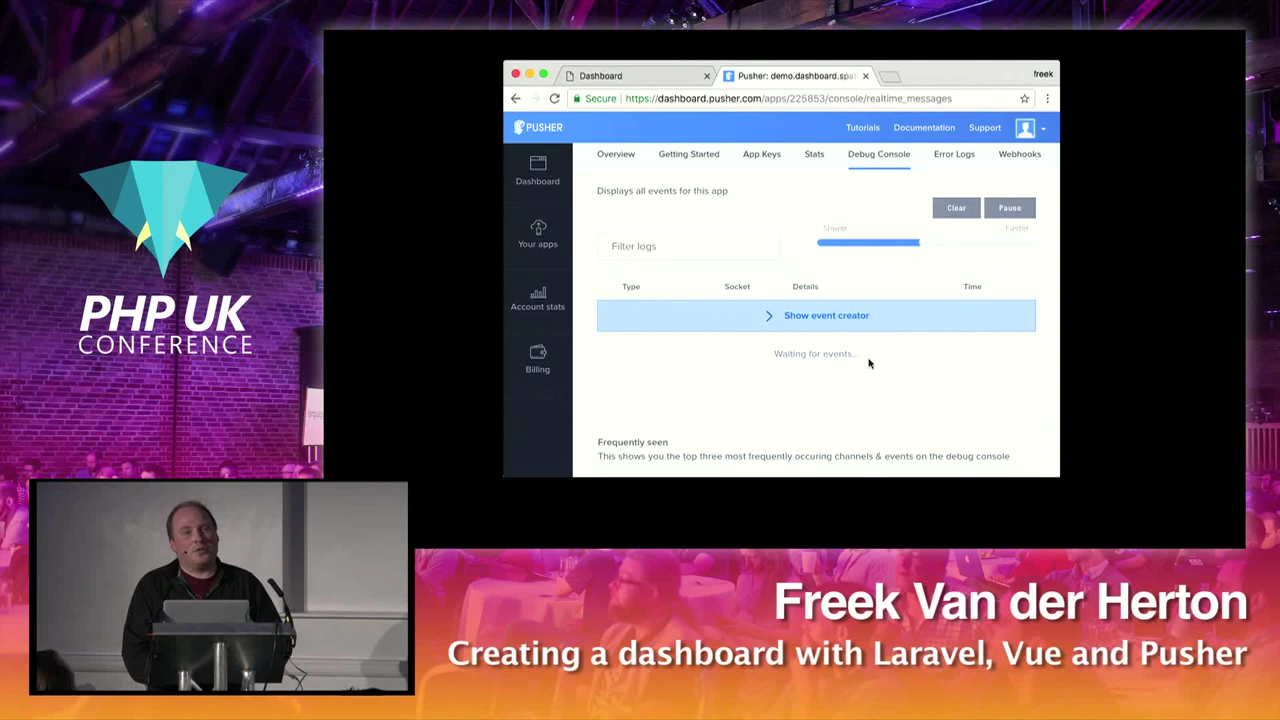 PHP UK
CONFERENCE
Dashboard
Pusher: demo.dashboard.spat
freek
Secure https://dashboard.pusher.com/apps/225853/console/realtime_messages
PUSHER
Tutorials Documentation Support
Dashboard
Your apps
Account stats
Billing
Overview Getting Started App Keys Stats Debug Console Error Logs Webhooks
Displays all events for this app
Clear Pause
Slower Faster
Filter logs
Type Socket Details Time
Show event creator
Waiting for events...
Frequently seen
This shows you the top three most frequently occuring channels & events on the debug console
Freek Van der Herton
Creating a dashboard with Laravel, Vue and Pusher